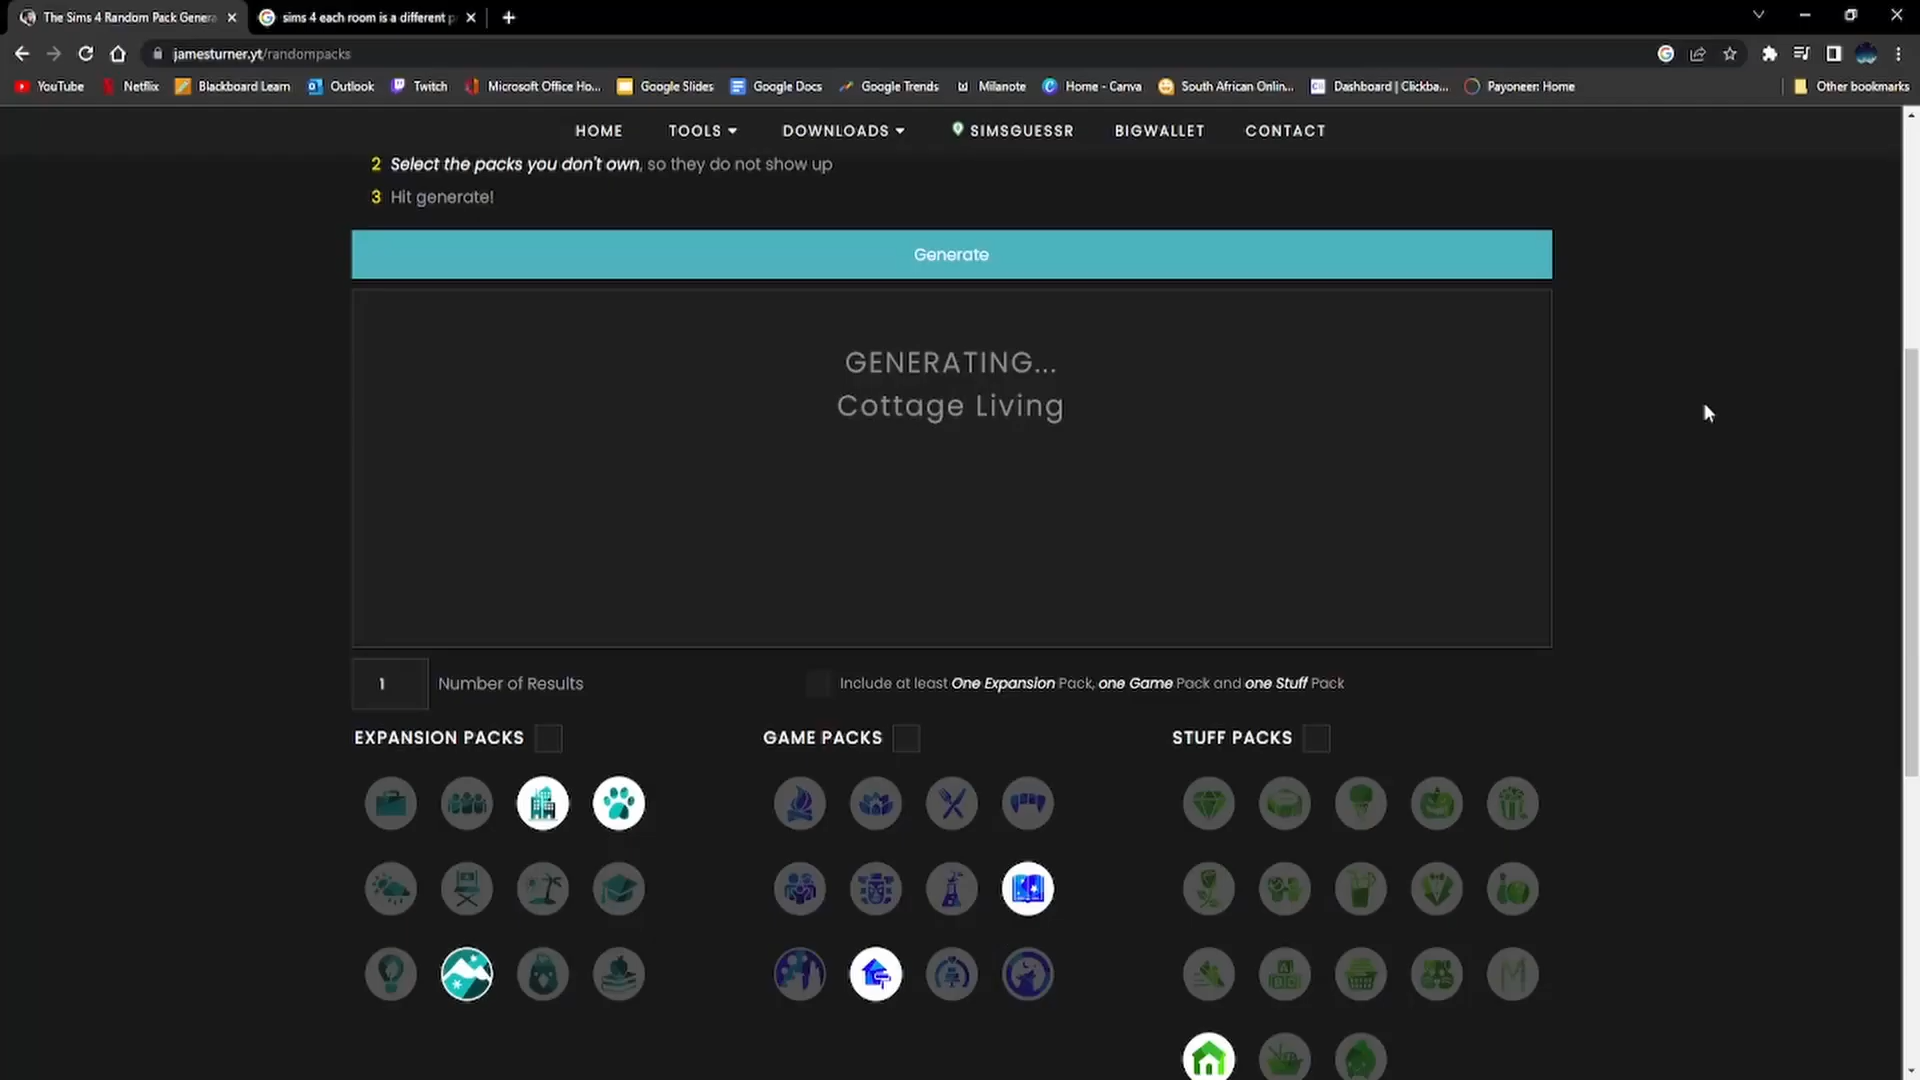 The Sims 4 Random Pack Genera
sims 4 each room is a different p
jamesturner.yt/randompacks
YouTube
Netflix
Blackboard Learn
Outlook
Twitch
Microsoft Office Ho...
Google Slides
Google Docs
Google Trends
Milanote
Home - Canva
South African Onlin...
Dashboard | Clickba...
Payoneer: Home
Other bookmarks
HOME
TOOLS
DOWNLOADS
SIMSGUESSR
BIGWALLET
CONTACT
2 Select the packs you don't own, so they do not show up
3 Hit generate!
Generate
GENERATING...
Cottage Living
1 Number of Results
Include at least One Expansion Pack, one Game Pack and one Stuff Pack
EXPANSION PACKS
GAME PACKS
STUFF PACKS